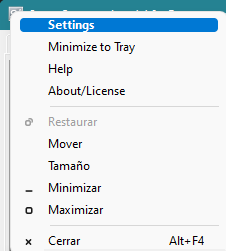 Settings
Minimize to Tray
Help
About/License
Restaurar
Mover
Tamaño
Minimizar
Maximizar
Cerrar Alt+F4